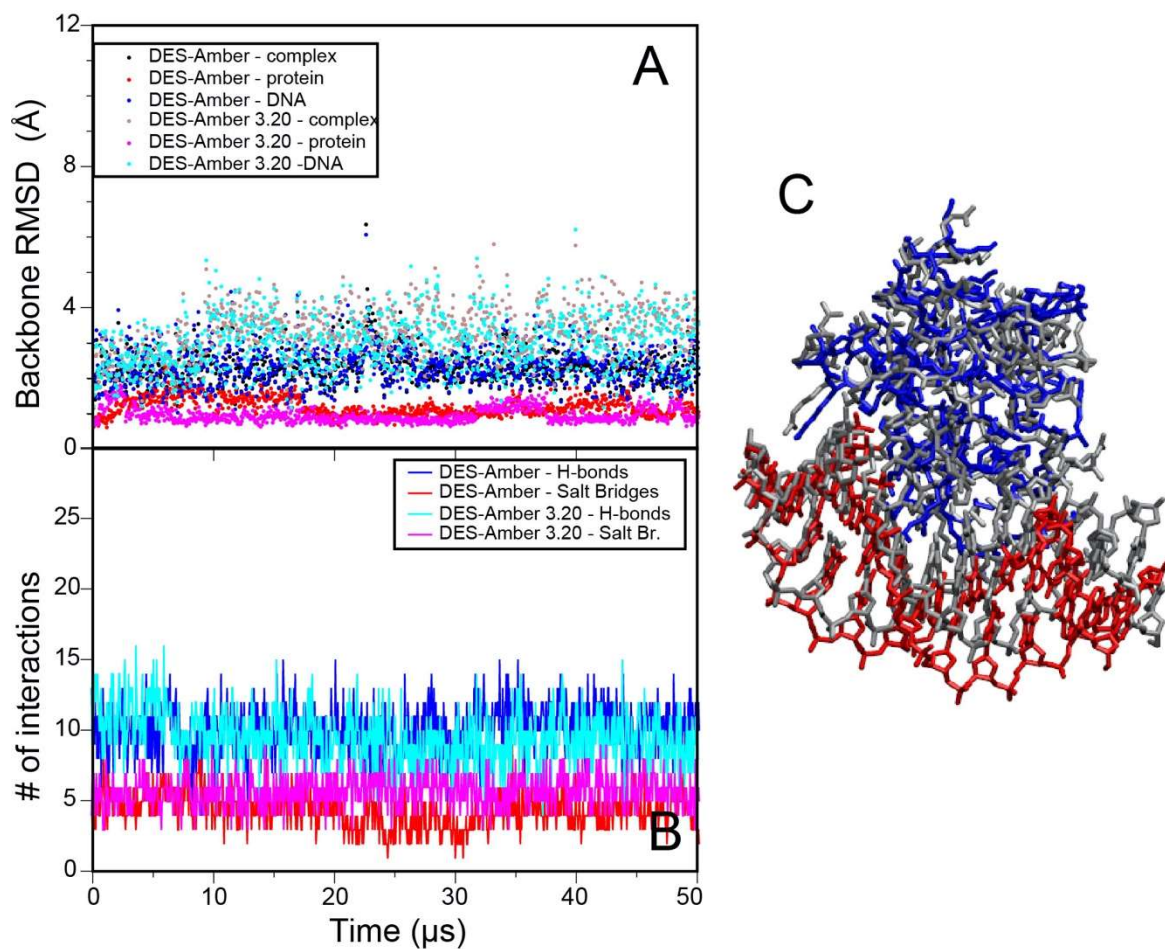 12
8
4
0
Backbone RMSD (Å)
DES-Amber - complex
DES-Amber - protein
DES-Amber - DNA
DES-Amber 3.20 - complex
DES-Amber 3.20 - protein
DES-Amber 3.20 -DNA
A
25
20
15
10
5
0
# of interactions
DES-Amber - H-bonds
DES-Amber - Salt Bridges
DES-Amber 3.20 - H-bonds
DES-Amber 3.20 - Salt Br.
B
0 10 20 30 40 50
Time (µs)
C